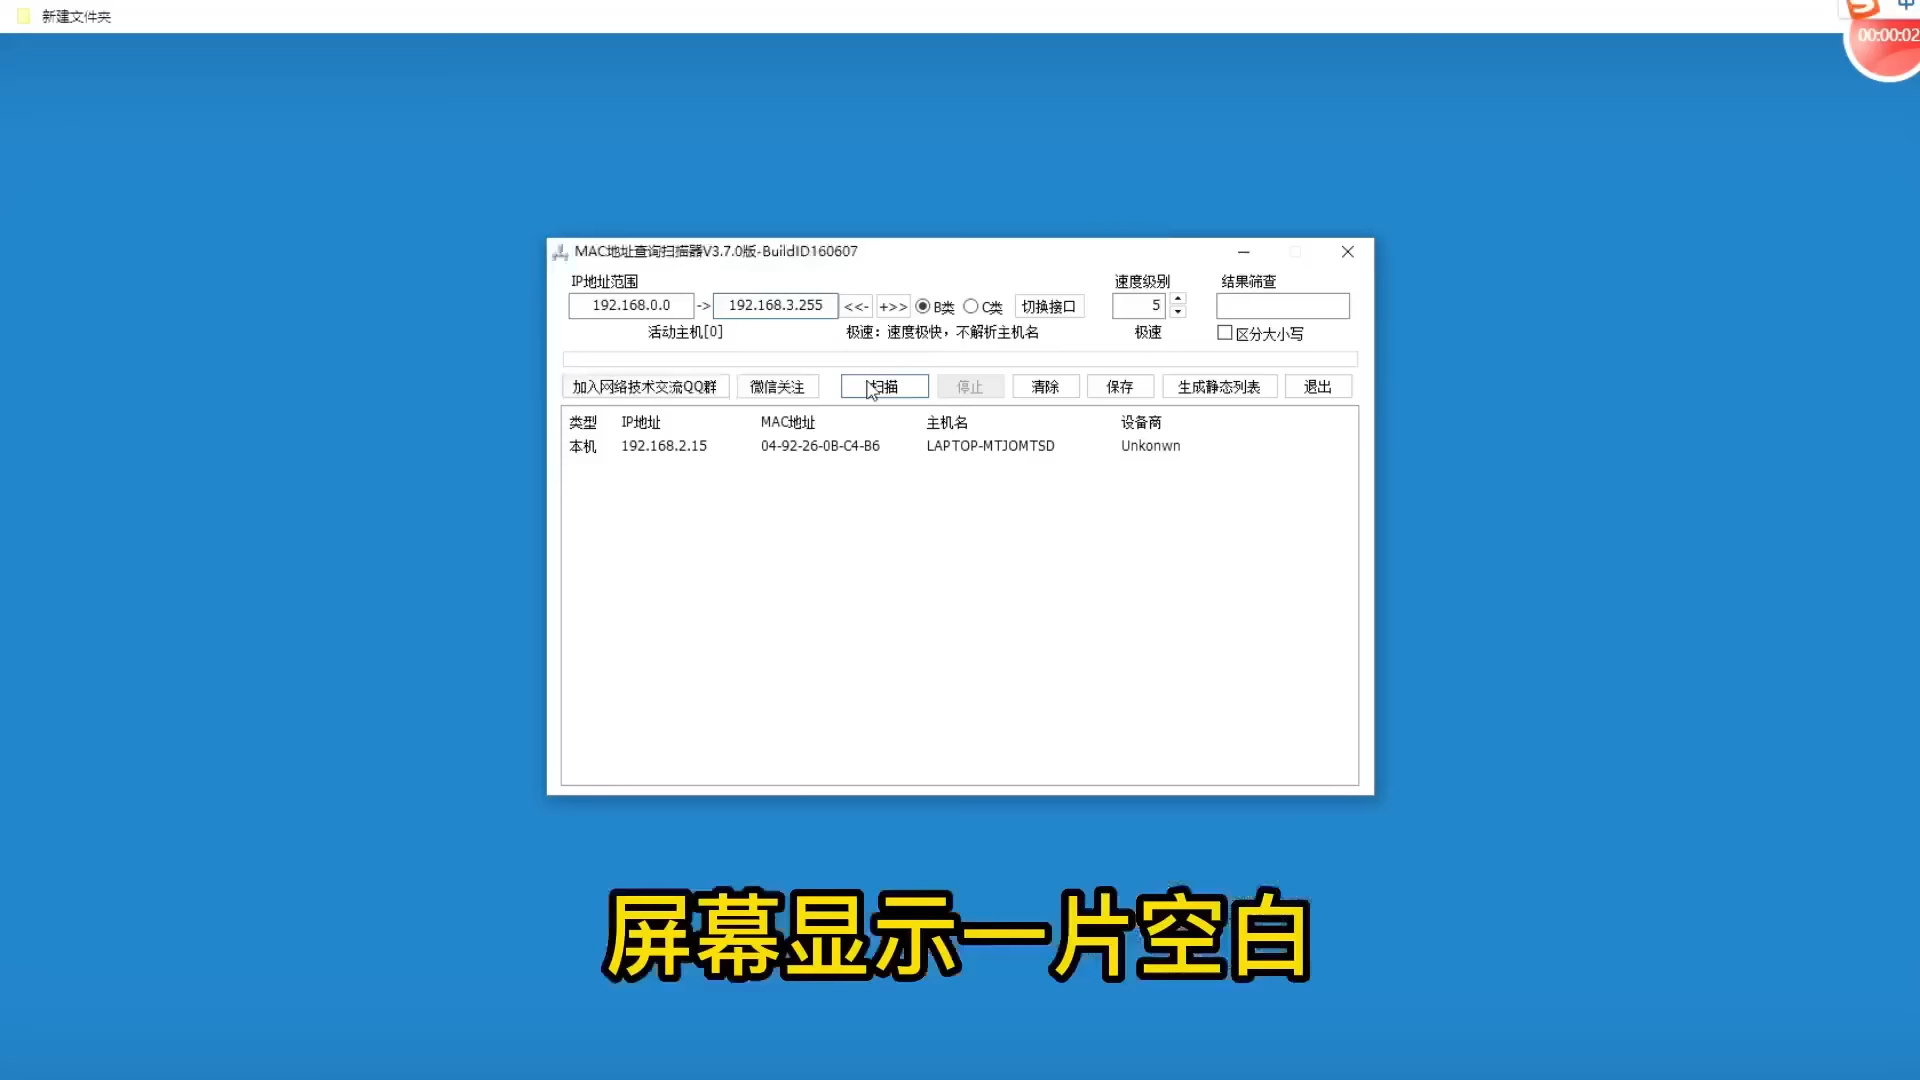 新建文件夹
中
00:00:02
MAC地址查询扫描器V3.7.0版-BuildID160607
IP地址范围
速度级别
结果筛查
192.168.0.0 -> 192.168.3.255 <<- +>> B类 C类 切换接口
5
活动主机[0]
极速：速度极快，不解析主机名
极速
区分大小写
加入网络技术交流QQ群 微信关注 扫描 停止 清除 保存 生成静态列表 退出
类型 IP地址 MAC地址 主机名 设备商
本机 192.168.2.15 04-92-26-0B-C4-B6 LAPTOP-MTJOMTSD Unkonwn
屏幕显示一片空白